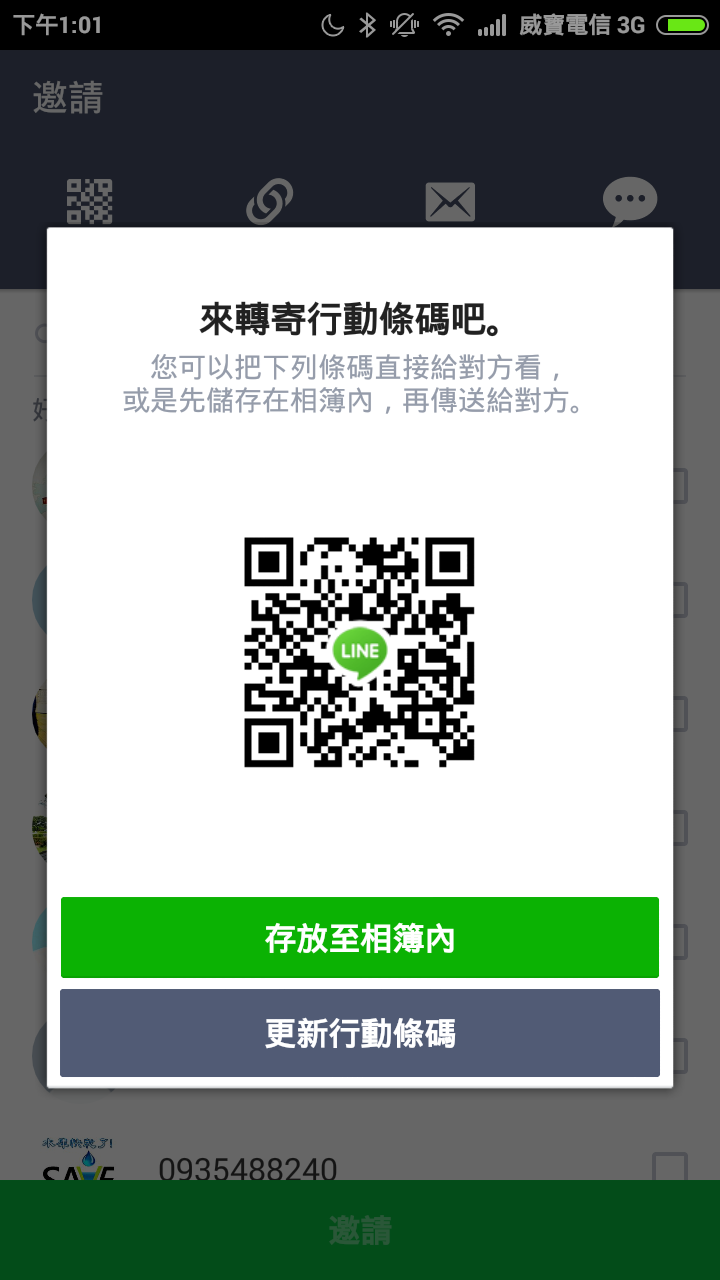 下午1:01
威寶電信 3G
邀請
來轉寄行動條碼吧。
您可以把下列條碼直接給對方看，
或是先儲存在相簿內，再傳送給對方。
好
LINE
存放至相簿內
更新行動條碼
SAVE
0935488240
邀請